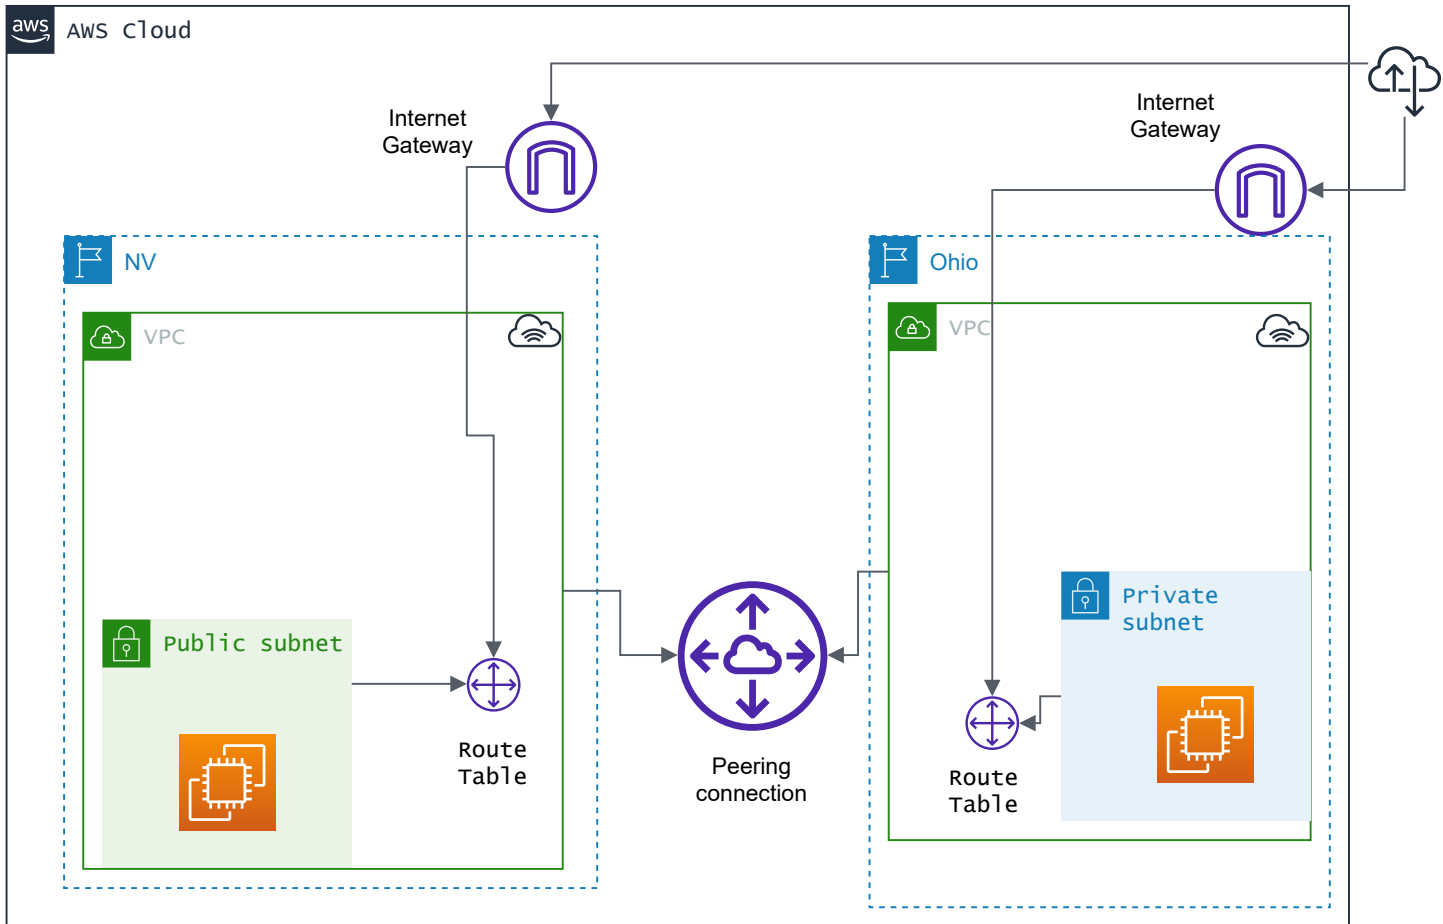 aws
AWS Cloud
Internet
Gateway
Internet
Gateway
NV
Ohio
VPC
VPC
Public subnet
Private
subnet
Route
Table
Peering
connection
Route
Table